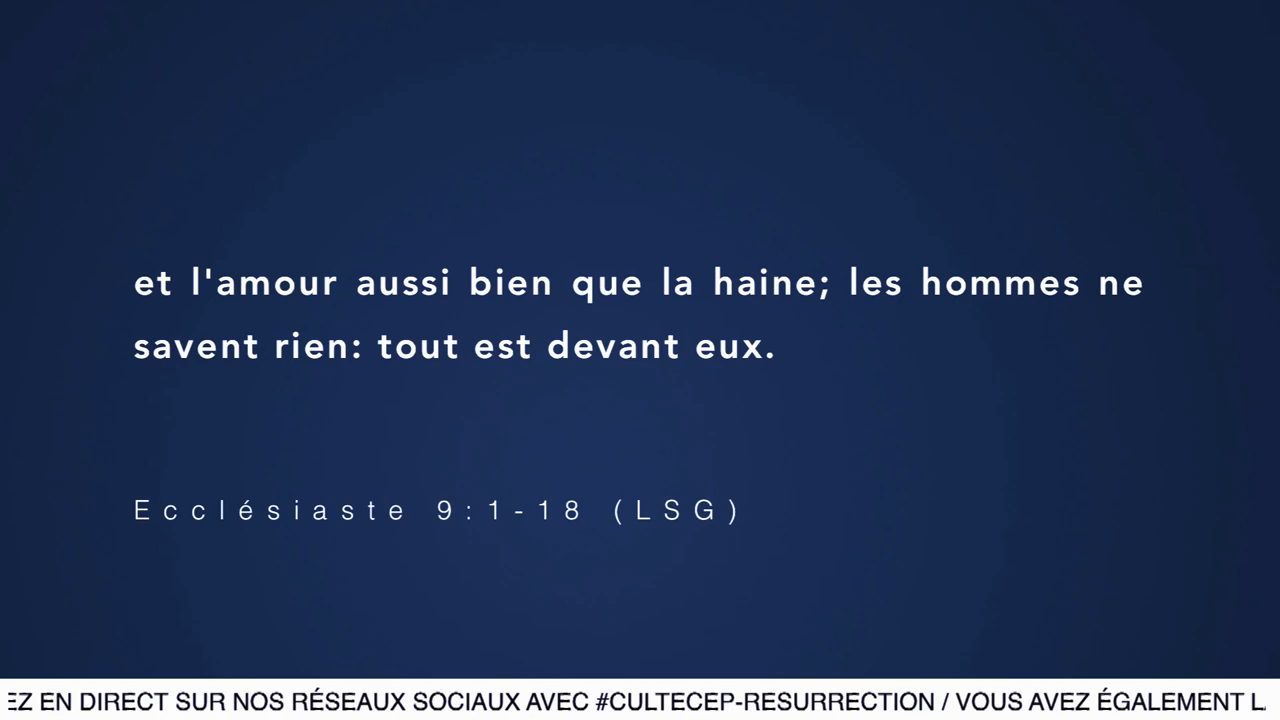 et l'amour aussi bien que la haine; les hommes ne
savent rien: tout est devant eux.
Ecclésiaste 9:1-18 (LSG)
EN DIRECT SUR NOS RÉSEAUX SOCIAUX AVEC #CULTECEP-RESURRECTION / VOUS AVEZ ÉGALEMENT